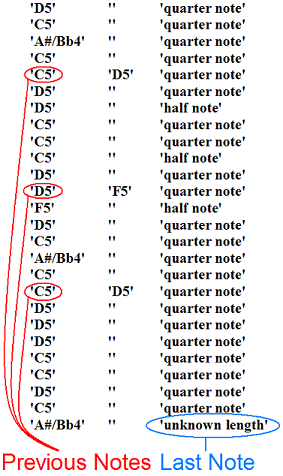 'D5' '' 'quarter note'
'C5' '' 'quarter note'
'A#/Bb4' '' 'quarter note'
'C5' '' 'quarter note'
'C5' 'D5' 'quarter note'
'D5' '' 'quarter note'
'D5' '' 'half note'
'C5' '' 'quarter note'
'C5' '' 'quarter note'
'C5' '' 'half note'
'D5' '' 'quarter note'
'D5' 'F5' 'quarter note'
'F5' '' 'half note'
'D5' '' 'quarter note'
'C5' '' 'quarter note'
'A#/Bb4' '' 'quarter note'
'C5' '' 'quarter note'
'C5' 'D5' 'quarter note'
'D5' '' 'quarter note'
'D5' '' 'quarter note'
'D5' '' 'quarter note'
'C5' '' 'quarter note'
'C5' '' 'quarter note'
'D5' '' 'quarter note'
'C5' '' 'quarter note'
'A#/Bb4' '' 'unknown length'
Previous Notes Last Note